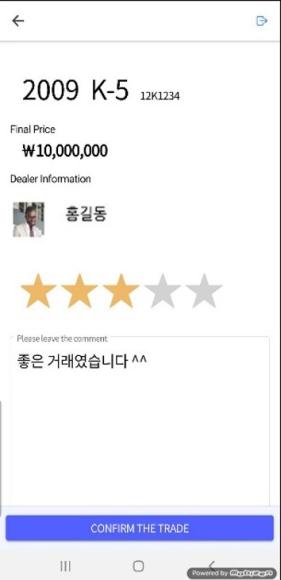 2009 K-5 12K1234
Final Price
₩10,000,000
Dealer Information
홍길동
Please leave the comment
좋은 거래였습니다 ^^
CONFIRM THE TRADE
Powered by